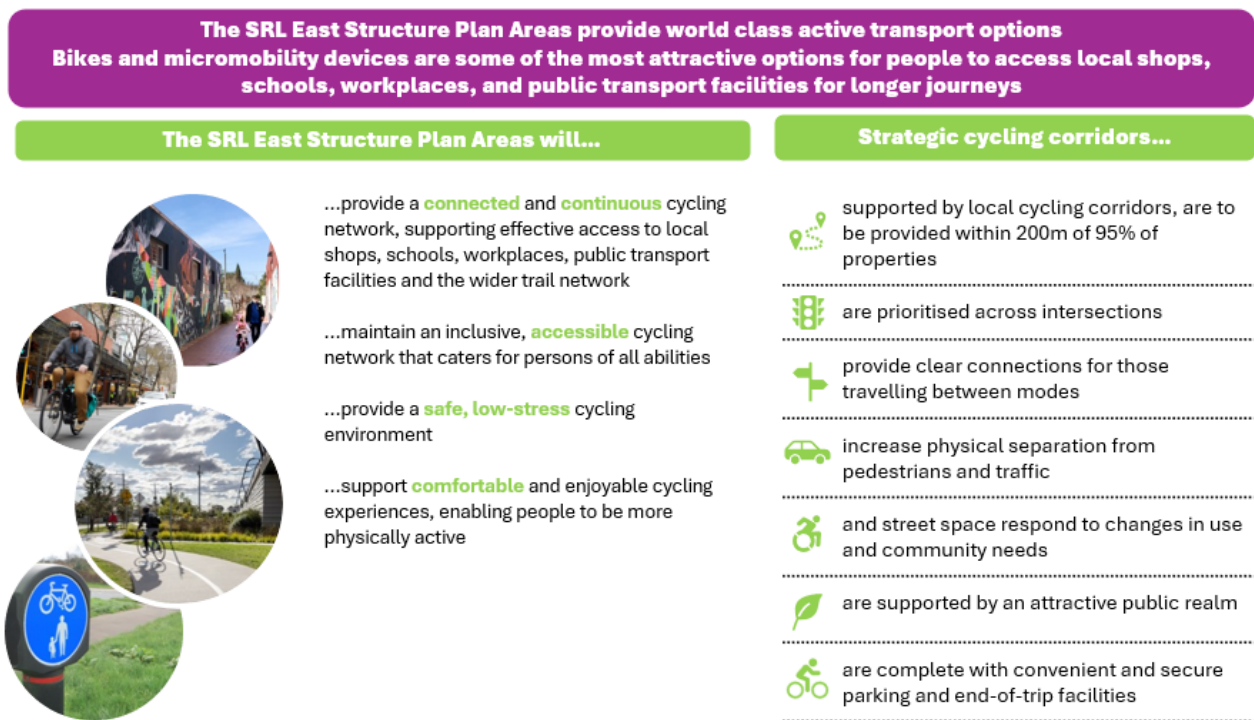 The SRL East Structure Plan Areas provide world class active transport options
Bikes and micromobility devices are some of the most attractive options for people to access local shops,
schools, workplaces, and public transport facilities for longer journeys
The SRL East Structure Plan Areas will...
...provide a connected and continuous cycling
network, supporting effective access to local
shops, schools, workplaces, public transport
facilities and the wider trail network
...maintain an inclusive, accessible cycling
network that caters for persons of all abilities
...provide a safe, low-stress cycling
environment
...support comfortable and enjoyable cycling
experiences, enabling people to be more
physically active
Strategic cycling corridors...
supported by local cycling corridors, are to
be provided within 200m of 95% of
properties
are prioritised across intersections
provide clear connections for those
travelling between modes
increase physical separation from
pedestrians and traffic
and street space respond to changes in use
and community needs
are supported by an attractive public realm
are complete with convenient and secure
parking and end-of-trip facilities